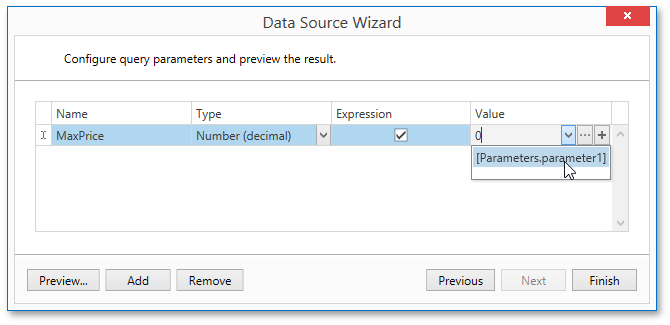 Data Source Wizard
Configure query parameters and preview the result.
Name Type Expression Value
MaxPrice Number (decimal) 0
[Parameters.parameter1]
Preview... Add Remove Previous Next Finish